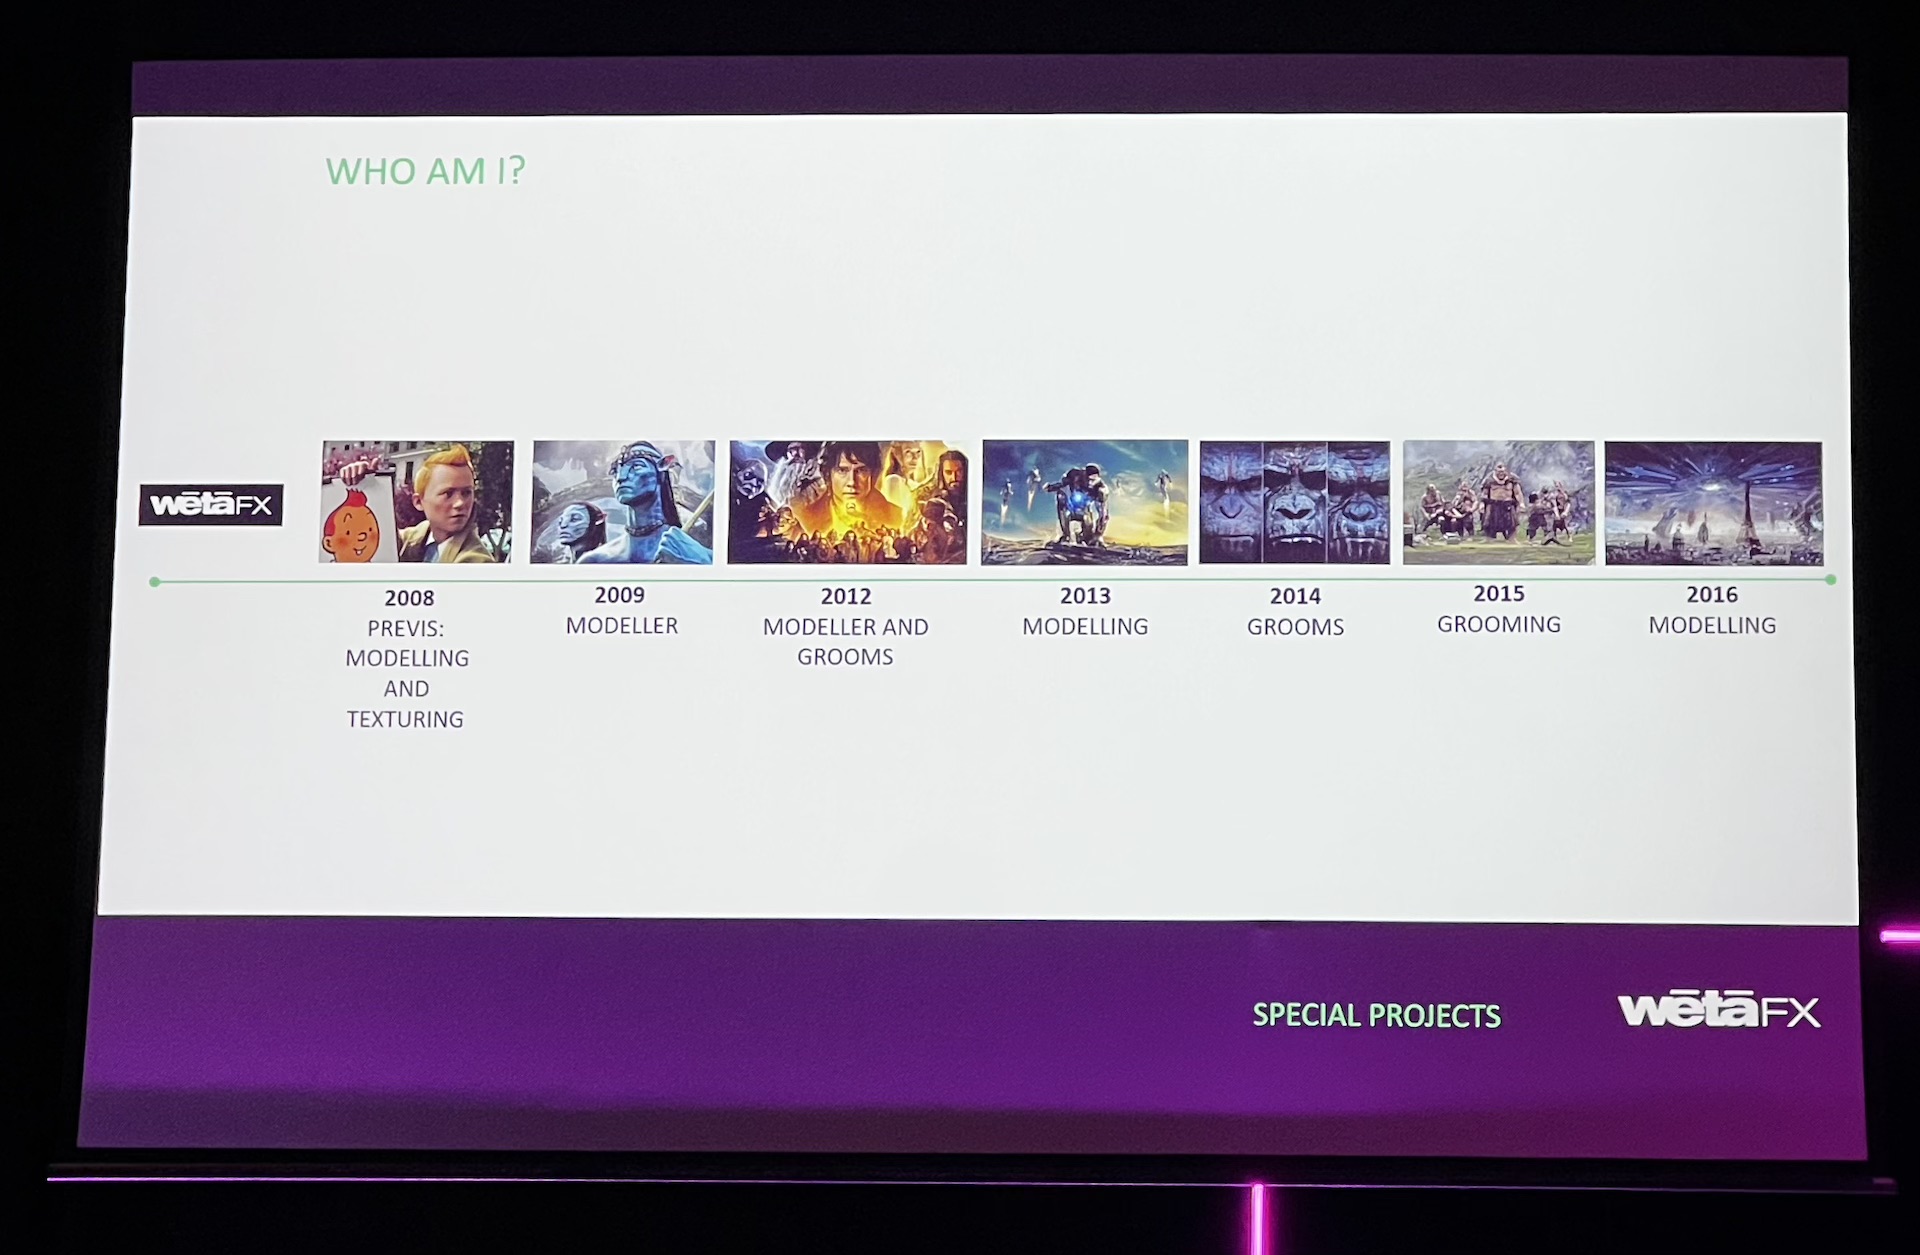 WHO AM I?
wētāFX
2008
PREVIS:
MODELLING
AND
TEXTURING
2009
MODELLER
2012
MODELLER AND
GROOMS
2013
MODELLING
2014
GROOMS
2015
GROOMING
2016
MODELLING
SPECIAL PROJECTS
wētāFX